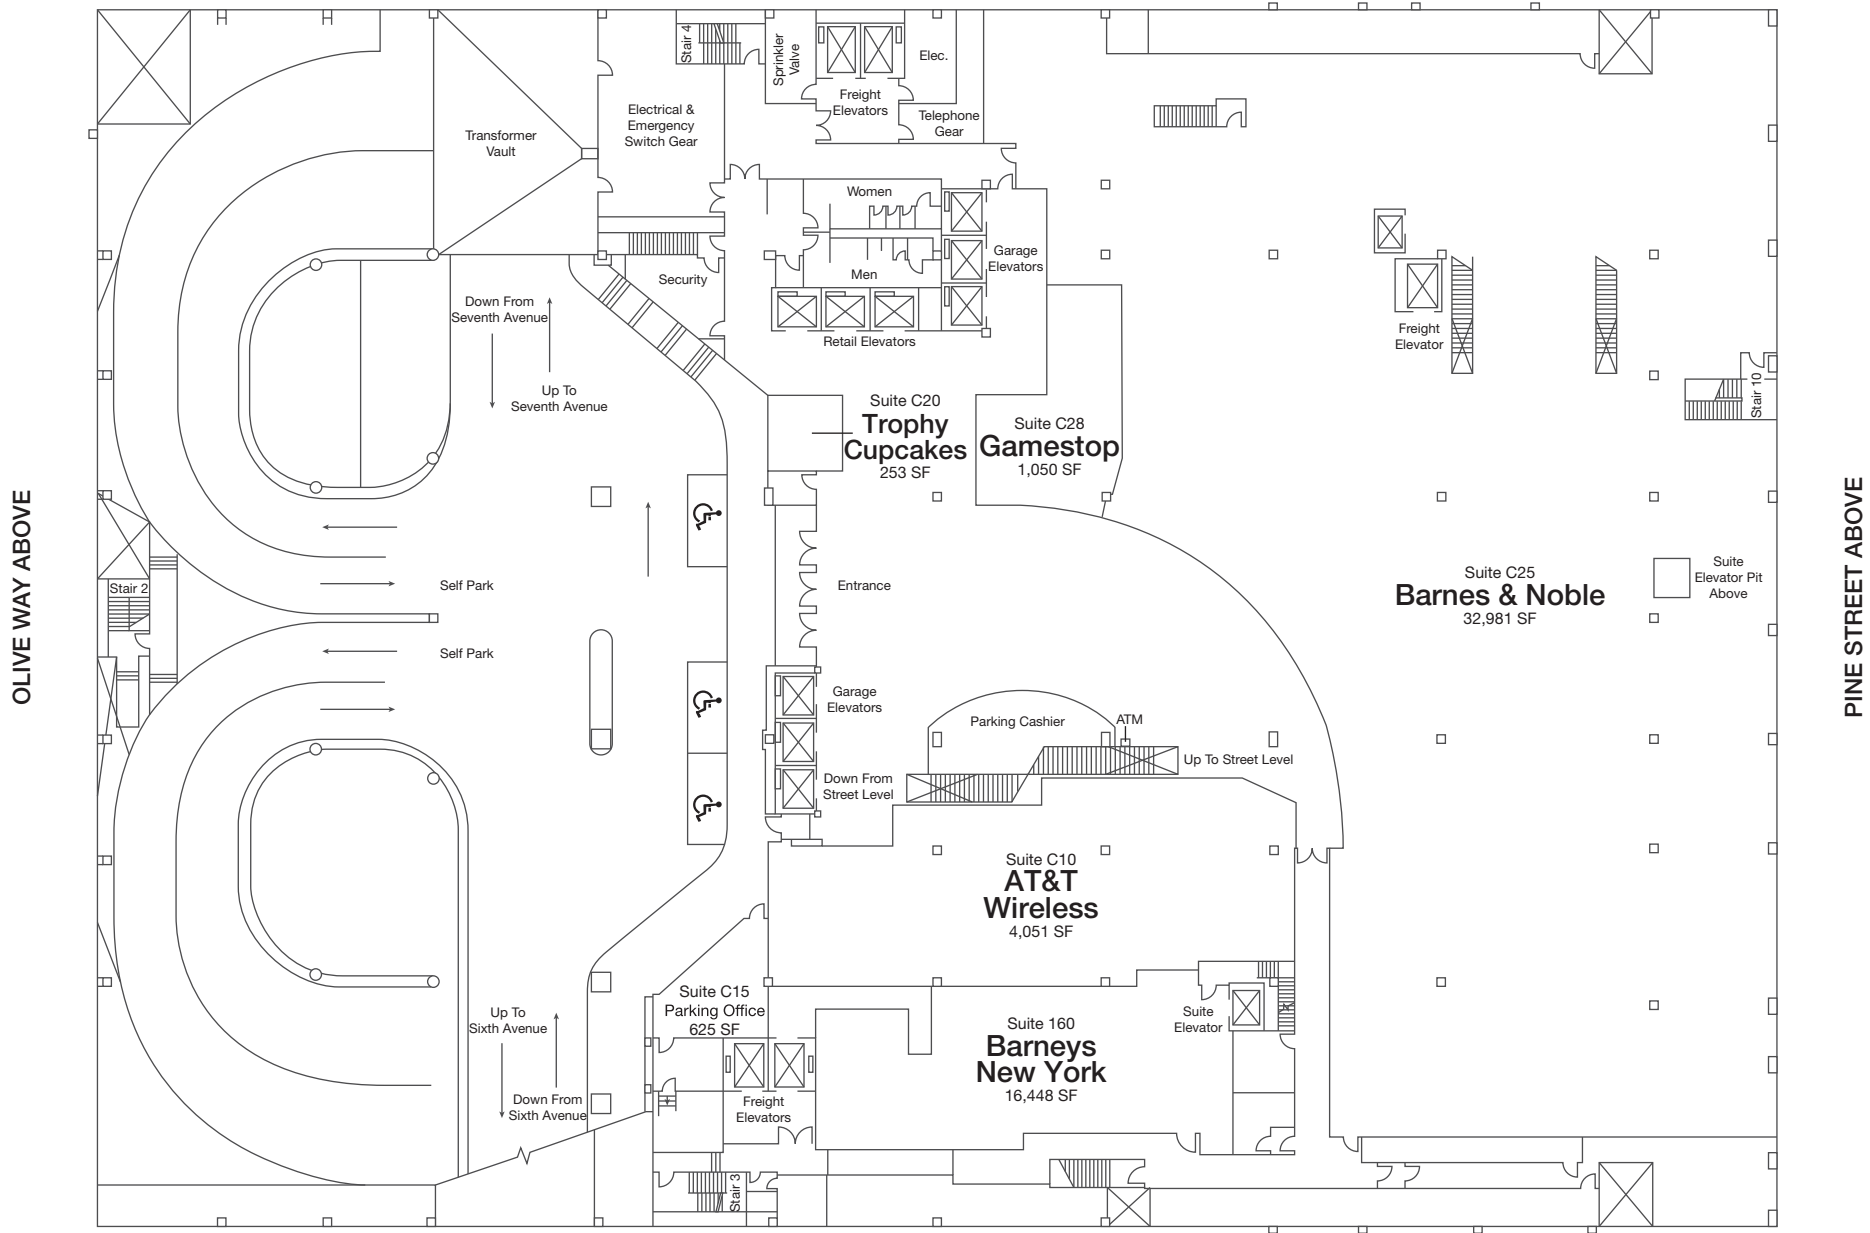 Stair 4
Sprinkler
Valve
Elec.
Freight
Elevators
Electrical &
Emergency
Switch Gear
Telephone
Gear
Transformer
Vault
Women
Garage
Elevators
Men
Security
Retail Elevators
Down From
Seventh Avenue
Up To
Seventh Avenue
Freight
Elevator
Stair 10
Suite C20
Trophy
Cupcakes
253 SF
Suite C28
Gamestop
1,050 SF
OLIVE WAY ABOVE
PINE STREET ABOVE
Stair 2
Self Park
Self Park
Entrance
Suite C25
Barnes & Noble
32,981 SF
Suite
Elevator Pit
Above
Garage
Elevators
Parking Cashier
ATM
Up To Street Level
Down From
Street Level
Suite C10
AT&T
Wireless
4,051 SF
Suite C15
Parking Office
625 SF
Up To
Sixth Avenue
Down From
Sixth Avenue
Suite
Elevator
Suite 160
Barneys
New York
16,448 SF
Freight
Elevators
Stair 3